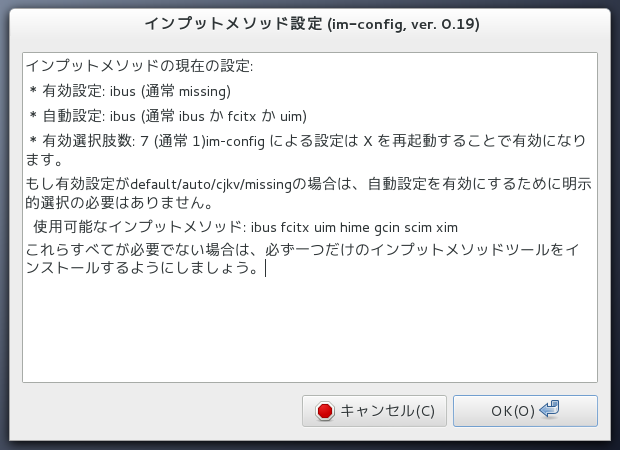 インプットメソッド設定 (im-config, ver. 0.19)
インプットメソッドの現在の設定:
* 有効設定: ibus (通常 missing)
* 自動設定: ibus (通常 ibus か fcitx か uim)
* 有効選択肢数: 7 (通常 1)im-config による設定は X を再起動することで有効になり
ます。
もし有効設定がdefault/auto/cjkv/missingの場合は、自動設定を有効にするために明示
的選択の必要はありません。
使用可能なインプットメソッド: ibus fcitx uim hime gcin scim xim
これらすべてが必要でない場合は、必ず一つだけのインプットメソッドツールをイ
ンストールするようにしましょう。
キャンセル(C)
OK(O)